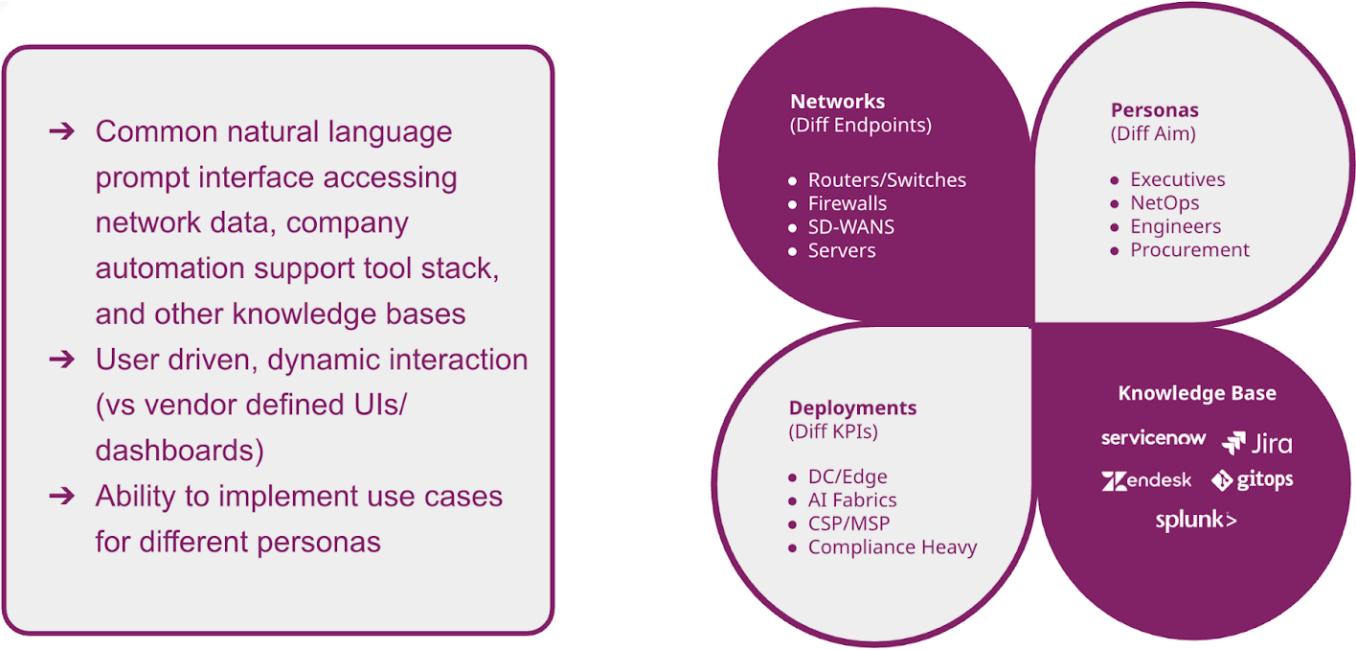 ➔ Common natural language
prompt interface accessing
network data, company
automation support tool stack,
and other knowledge bases
➔ User driven, dynamic interaction
(vs vendor defined UIs/
dashboards)
➔ Ability to implement use cases
for different personas
Networks
(Diff Endpoints)
• Routers/Switches
• Firewalls
• SD-WANS
• Servers
Personas
(Diff Aim)
• Executives
• NetOps
• Engineers
• Procurement
Deployments
(Diff KPIs)
• DC/Edge
• AI Fabrics
• CSP/MSP
• Compliance Heavy
Knowledge Base
servicenow Jira
zendesk gitops
splunk>